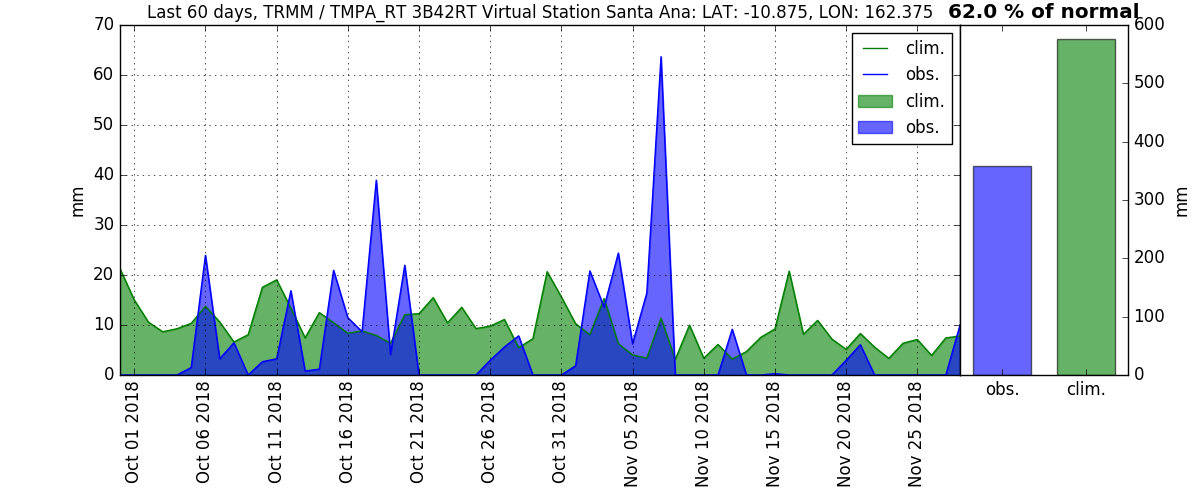 Last 60 days, TRMM / TMPA_RT 3B42RT Virtual Station Santa Ana: LAT: -10.875, LON: 162.375
62.0 % of normal
mm
70
60
50
40
30
20
10
0
clim.
obs.
clim.
obs.
Oct 01 2018
Oct 06 2018
Oct 11 2018
Oct 16 2018
Oct 21 2018
Oct 26 2018
Oct 31 2018
Nov 05 2018
Nov 10 2018
Nov 15 2018
Nov 20 2018
Nov 25 2018
600
500
400
300
200
100
0
mm
obs.
clim.